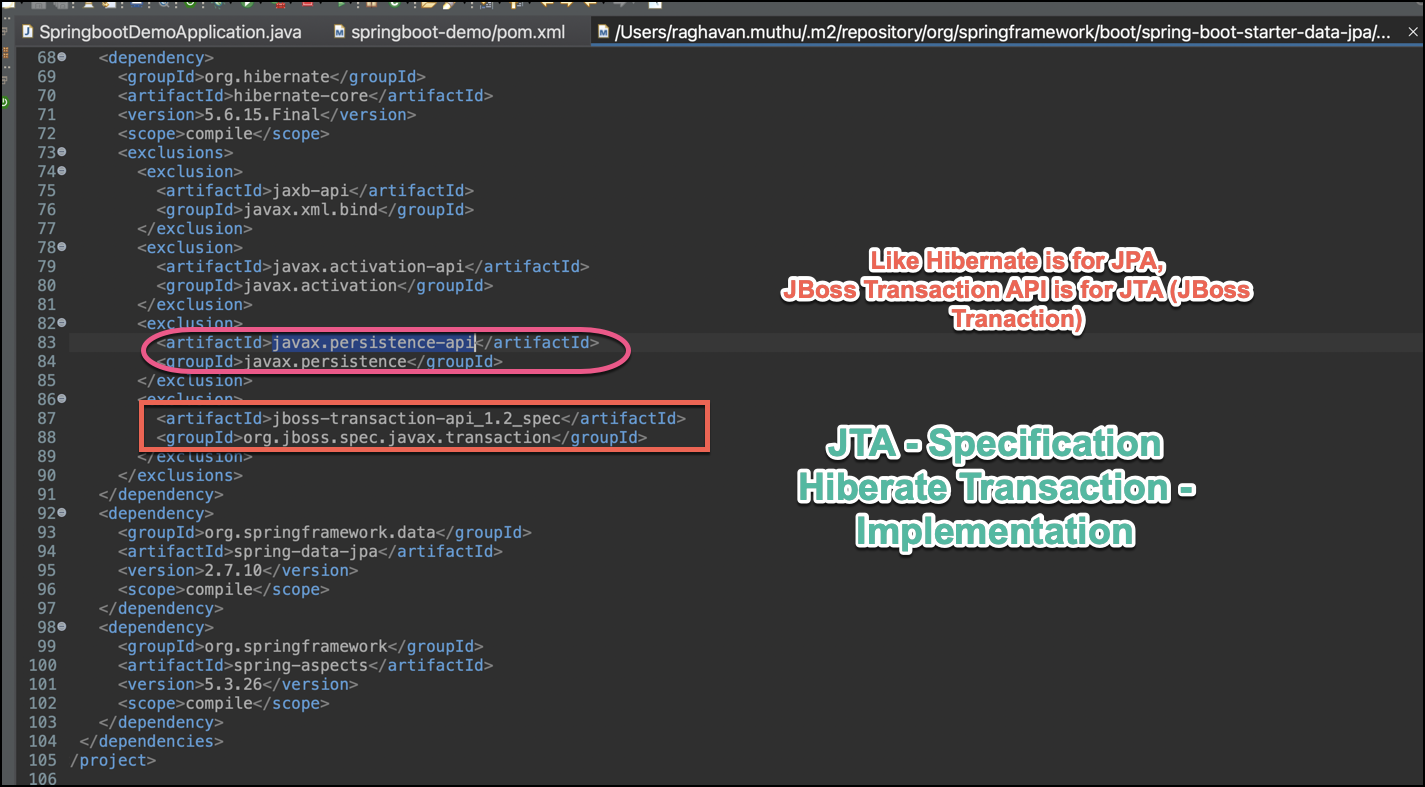 SpringbootDemoApplication.java
springboot-demo/pom.xml
/Users/raghavan.muthu/.m2/repository/org/springframework/boot/spring-boot-starter-data-jpa/...
68 <dependency>
69 <groupId>org.hibernate</groupId>
70 <artifactId>hibernate-core</artifactId>
71 <version>5.6.15.Final</version>
72 <scope>compile</scope>
73 <exclusions>
74 <exclusion>
75 <artifactId>jaxb-api</artifactId>
76 <groupId>javax.xml.bind</groupId>
77 </exclusion>
78 <exclusion>
79 <artifactId>javax.activation-api</artifactId>
80 <groupId>javax.activation</groupId>
81 </exclusion>
82 <exclusion>
83 <artifactId>javax.persistence-api</artifactId>
84 <groupId>javax.persistence</groupId>
85 </exclusion>
86 <exclusion>
87 <artifactId>jboss-transaction-api_1.2_spec</artifactId>
88 <groupId>org.jboss.spec.javax.transaction</groupId>
89 </exclusion>
90 </exclusions>
91 </dependency>
92 <dependency>
93 <groupId>org.springframework.data</groupId>
94 <artifactId>spring-data-jpa</artifactId>
95 <version>2.7.10</version>
96 <scope>compile</scope>
97 </dependency>
98 <dependency>
99 <groupId>org.springframework</groupId>
100 <artifactId>spring-aspects</artifactId>
101 <version>5.3.26</version>
102 <scope>compile</scope>
103 </dependency>
104 </dependencies>
105 /project>
106
Like Hibernate is for JPA,
JBoss Transaction API is for JTA (JBoss
Tranaction)
JTA - Specification
Hiberate Transaction -
Implementation